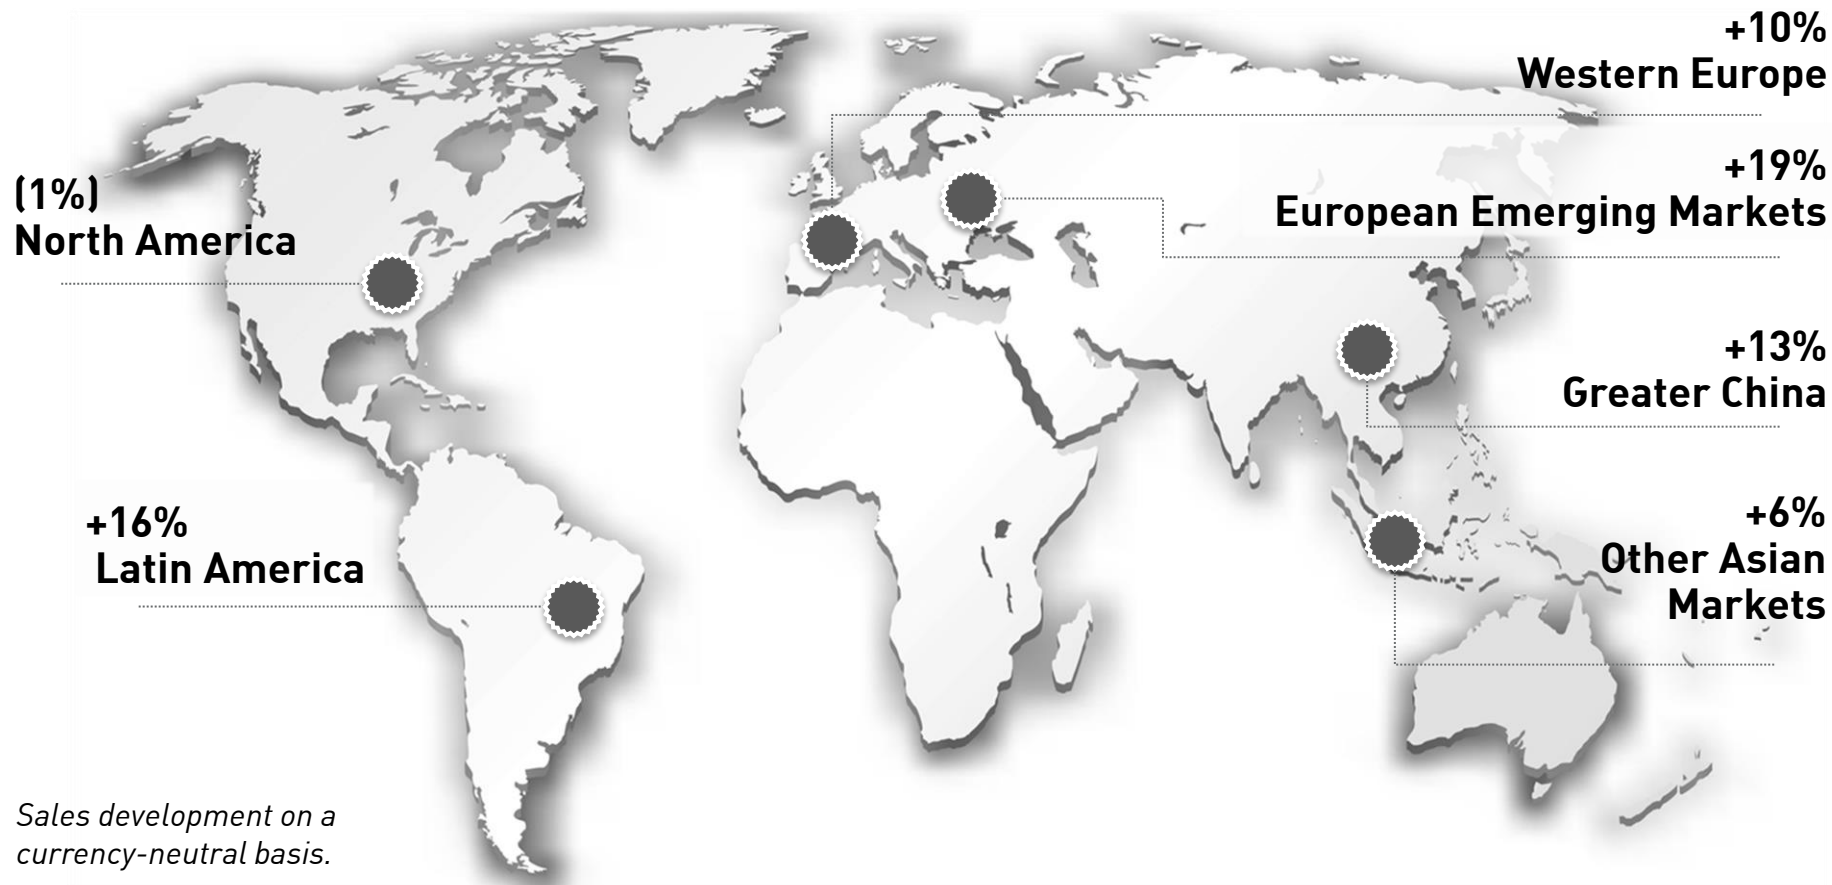 +10%
Western Europe
+19%
European Emerging Markets
(1%)
North America
+13%
Greater China
+16%
Latin America
+6%
Other Asian
Markets
Sales development on a
currency-neutral basis.